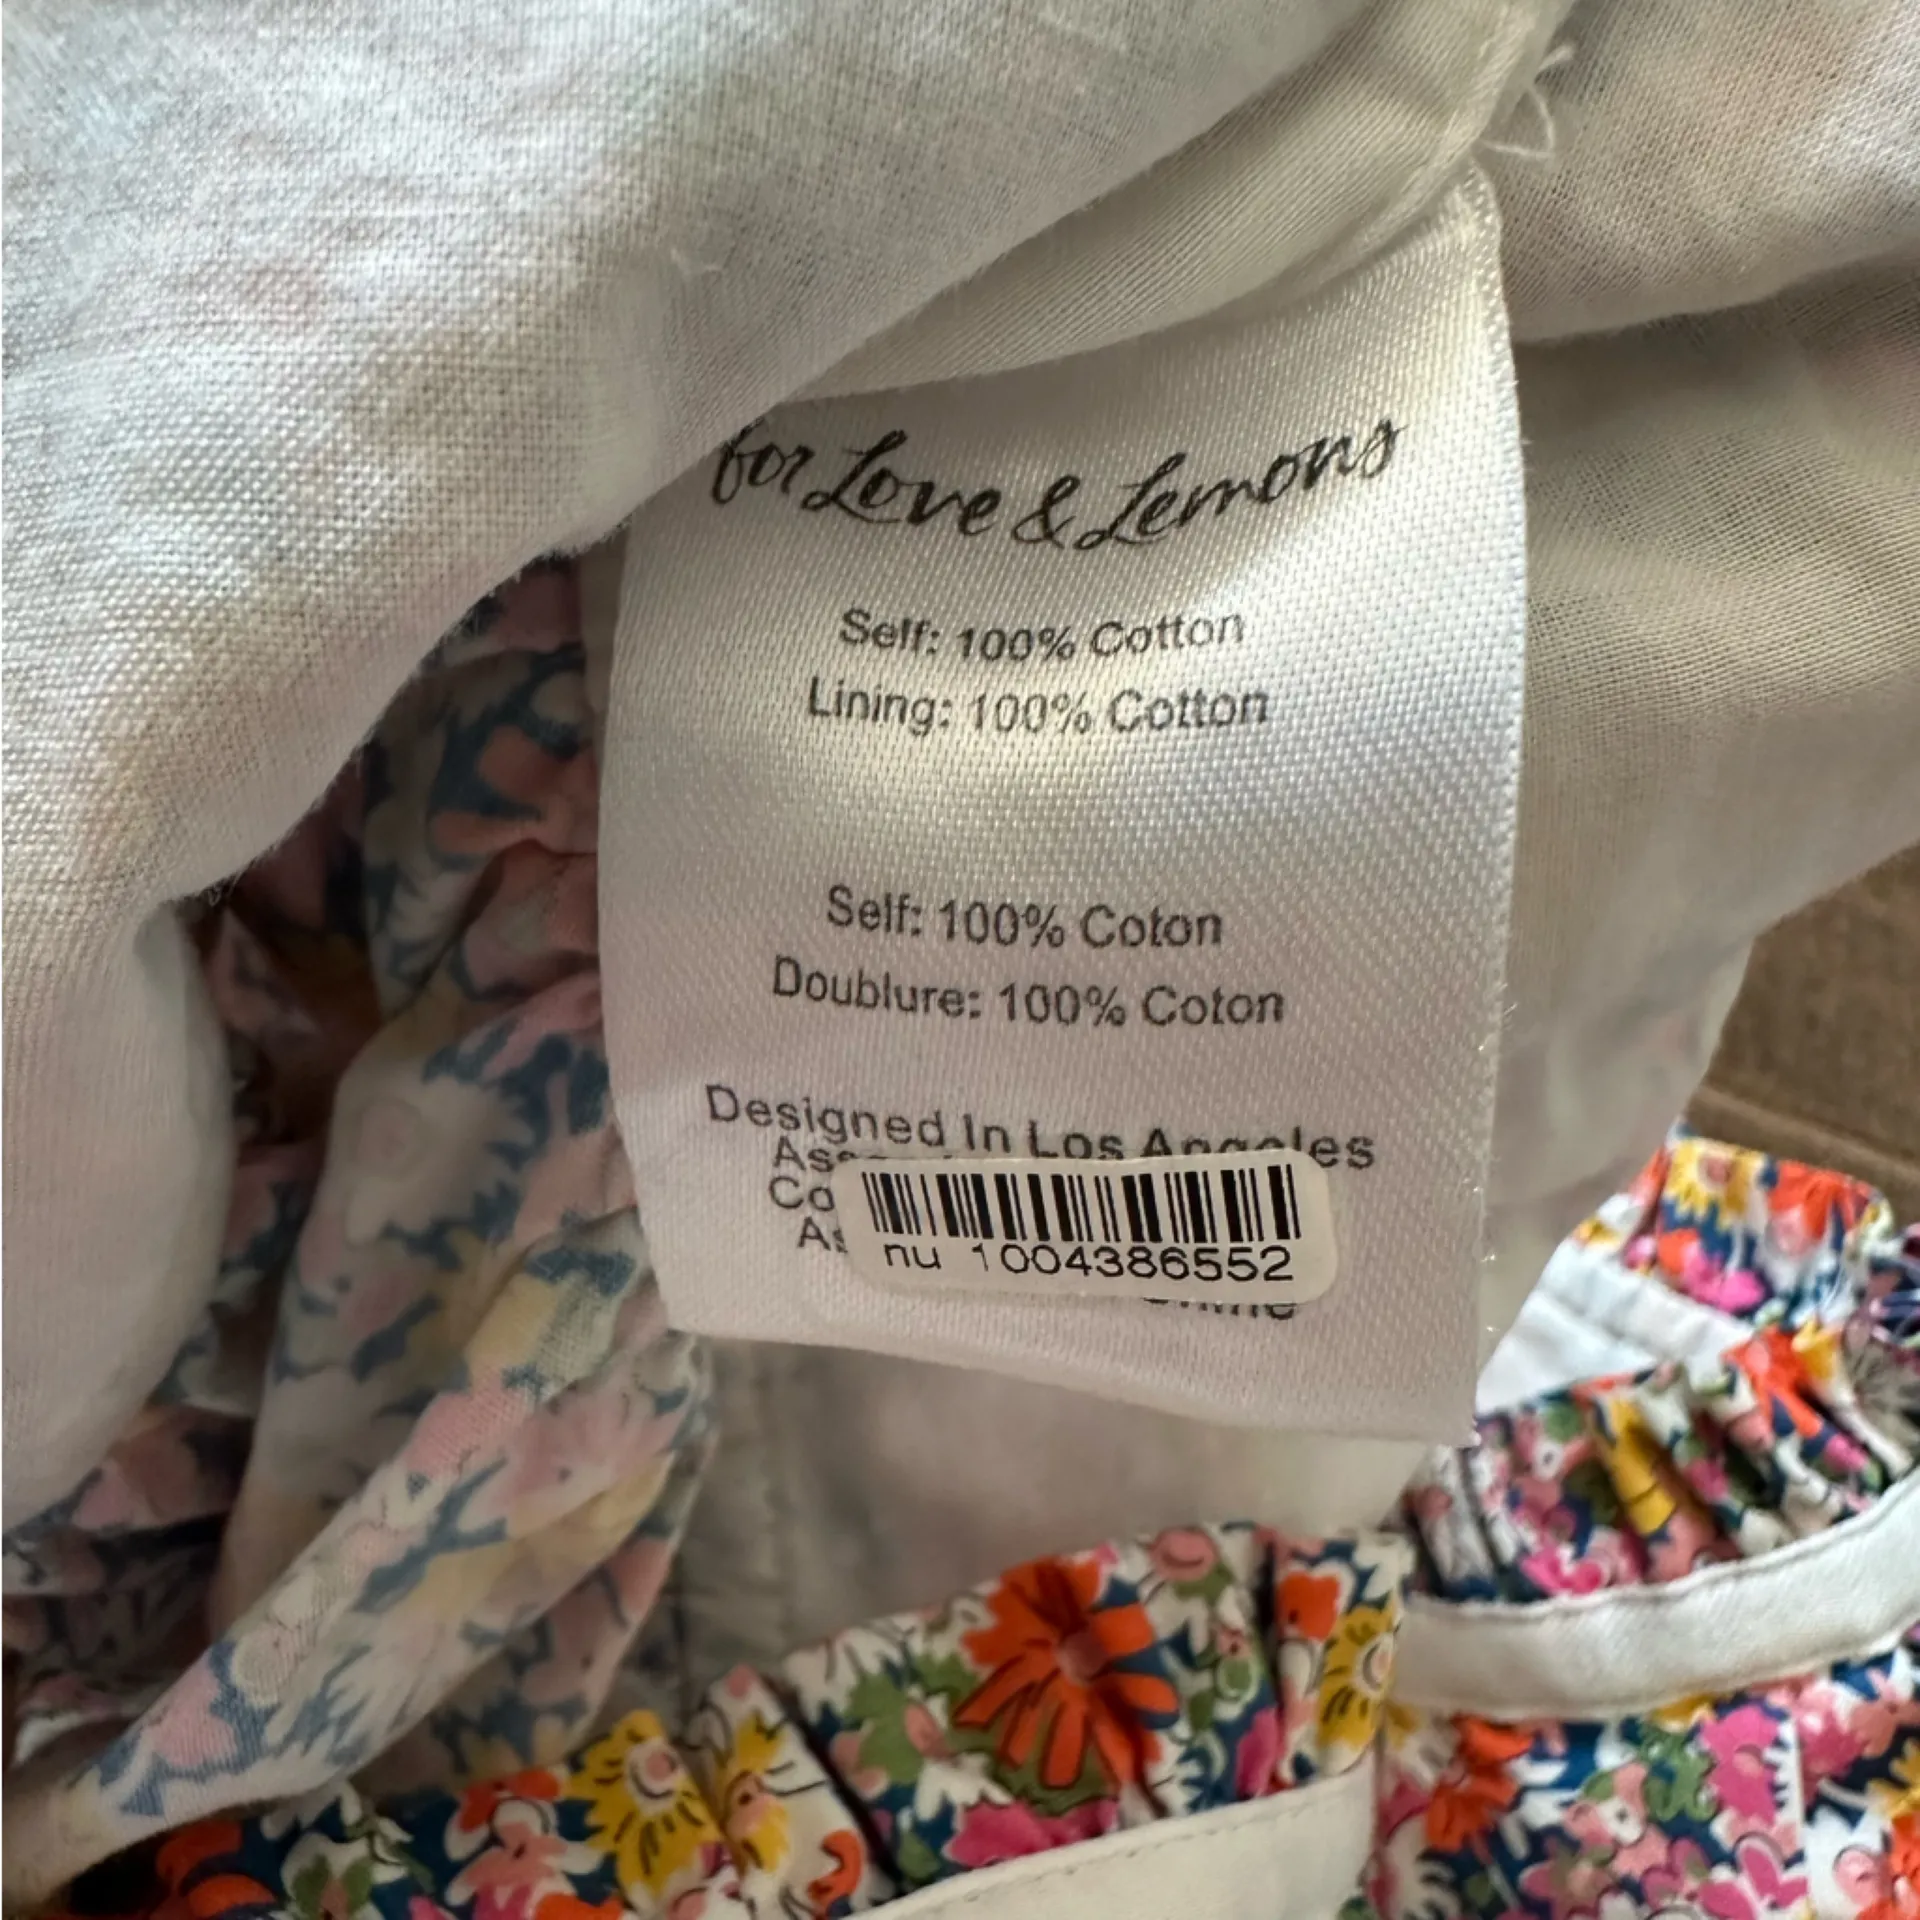 for Love & Lemons
Self: 100% Cotton
Lining: 100% Cotton
Self: 100% Coton
Doublure: 100% Coton
Designed In Los Angeles
nu 1004386552